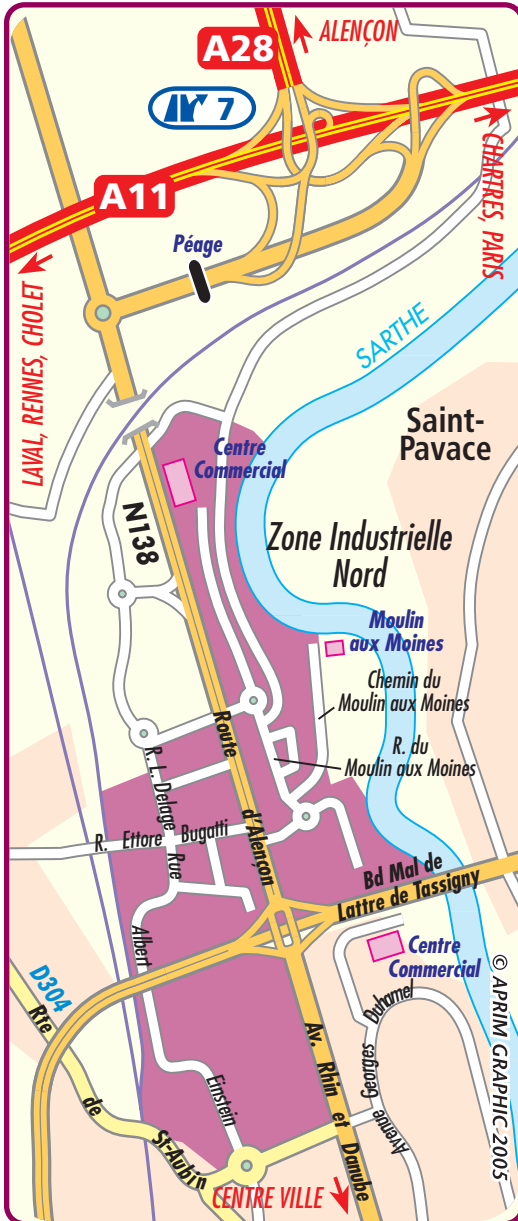 ALENÇON
A28
7
A11
CHARTRES, PARIS
Péage
LAVAL, RENNES, CHOLET
SARTHE
Saint-
Pavace
Centre
Commercial
N138
Zone Industrielle
Nord
Moulin
aux Moines
Chemin du
Moulin aux Moines
R. du
Moulin aux Moines
Route d'Alençon
R. L. Delage
R. Ettore Bugatti
Rue Albert Einstein
Bd Mal de
Lattre de Tassigny
Centre
Commercial
D304
Rte de St-Aubin
Av. Rhin et Danube
Avenue Georges Duhamel
CENTRE VILLE
© APRIM GRAPHIC 2005